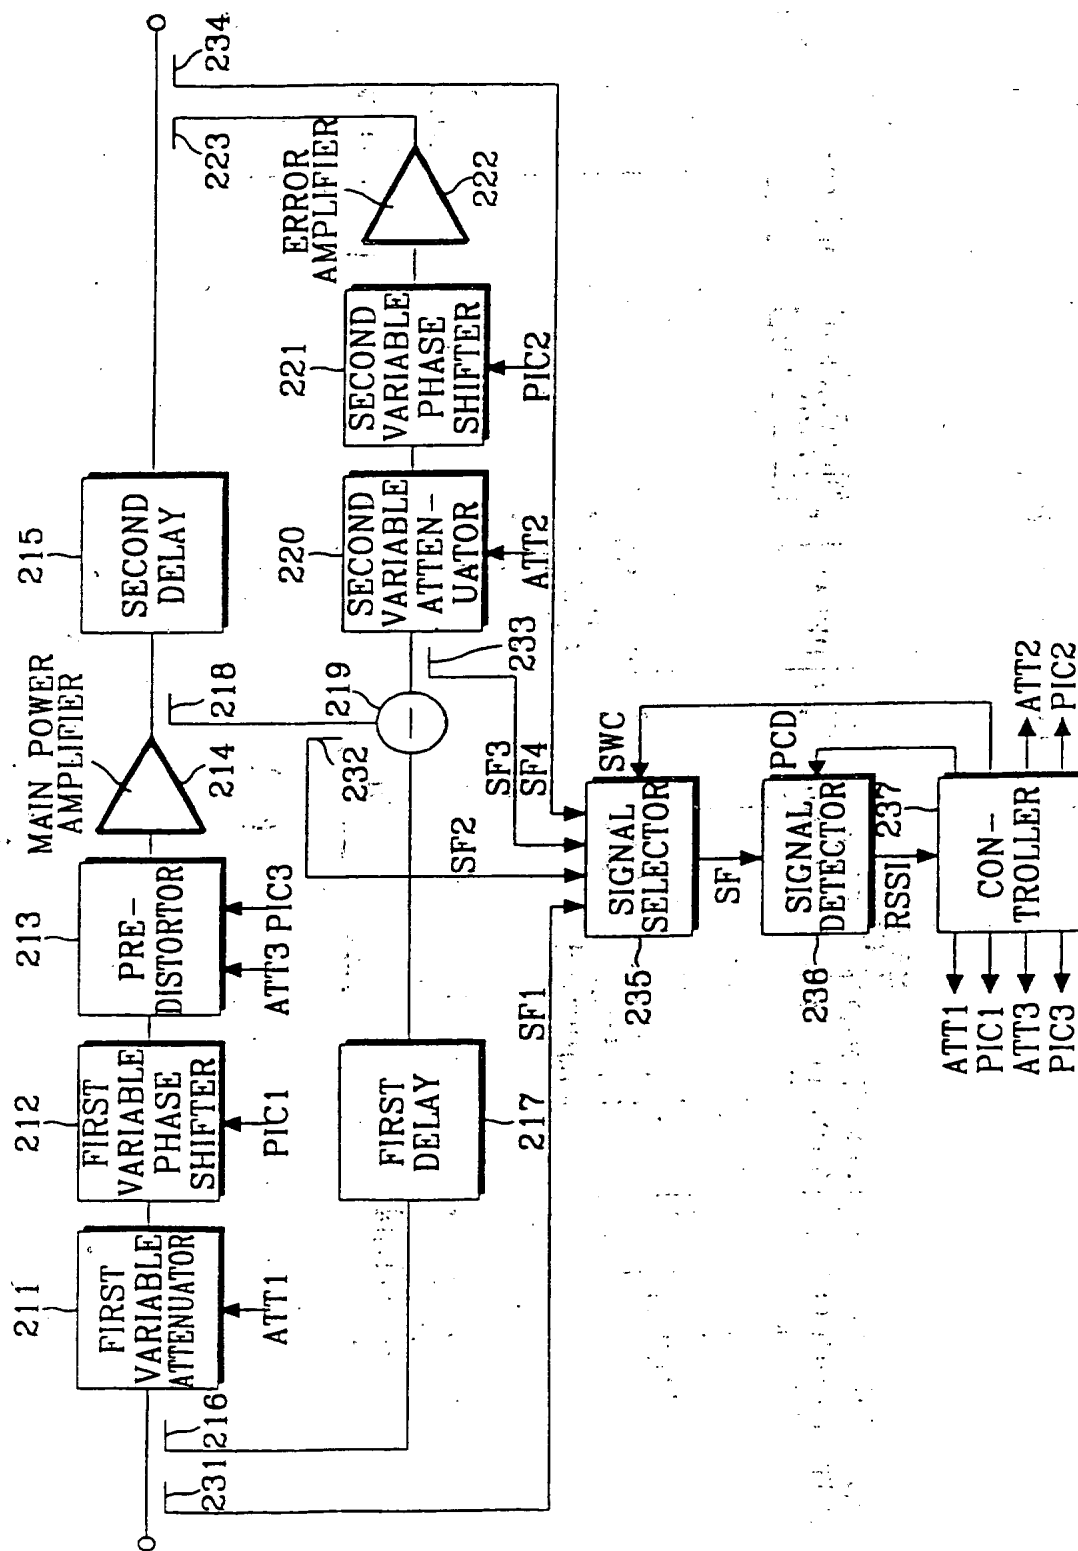 211
FIRST
VARIABLE
ATTENUATOR
ATT1
212
FIRST
VARIABLE
PHASE
SHIFTER
PIC1
213
PRE-
DISTORTOR
ATT3
PIC3
MAIN POWER
AMPLIFIER
214
215
SECOND
DELAY
231
216
218
223
234
FIRST
DELAY
217
219
232
233
220
SECOND
VARIABLE
ATTEN-
UATOR
ATT2
221
SECOND
VARIABLE
PHASE
SHIFTER
PIC2
ERROR
AMPLIFIER
222
SF1
SF2
SF3
SF4
SWC
SIGNAL
SELECTOR
235
SF
PCD
SIGNAL
DETECTOR
236
RSSI
237
CON-
TROLLER
ATT1
PIC1
ATT3
PIC3
ATT2
PIC2